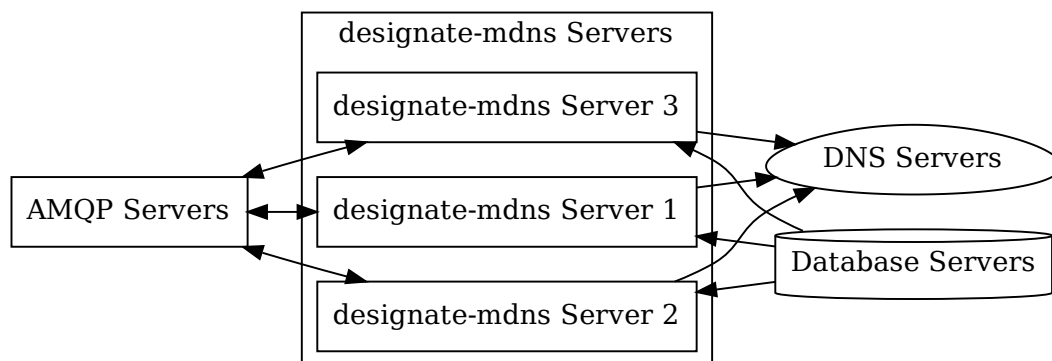 designate-mdns Servers
designate-mdns Server 3
DNS Servers
AMQP Servers
designate-mdns Server 1
Database Servers
designate-mdns Server 2